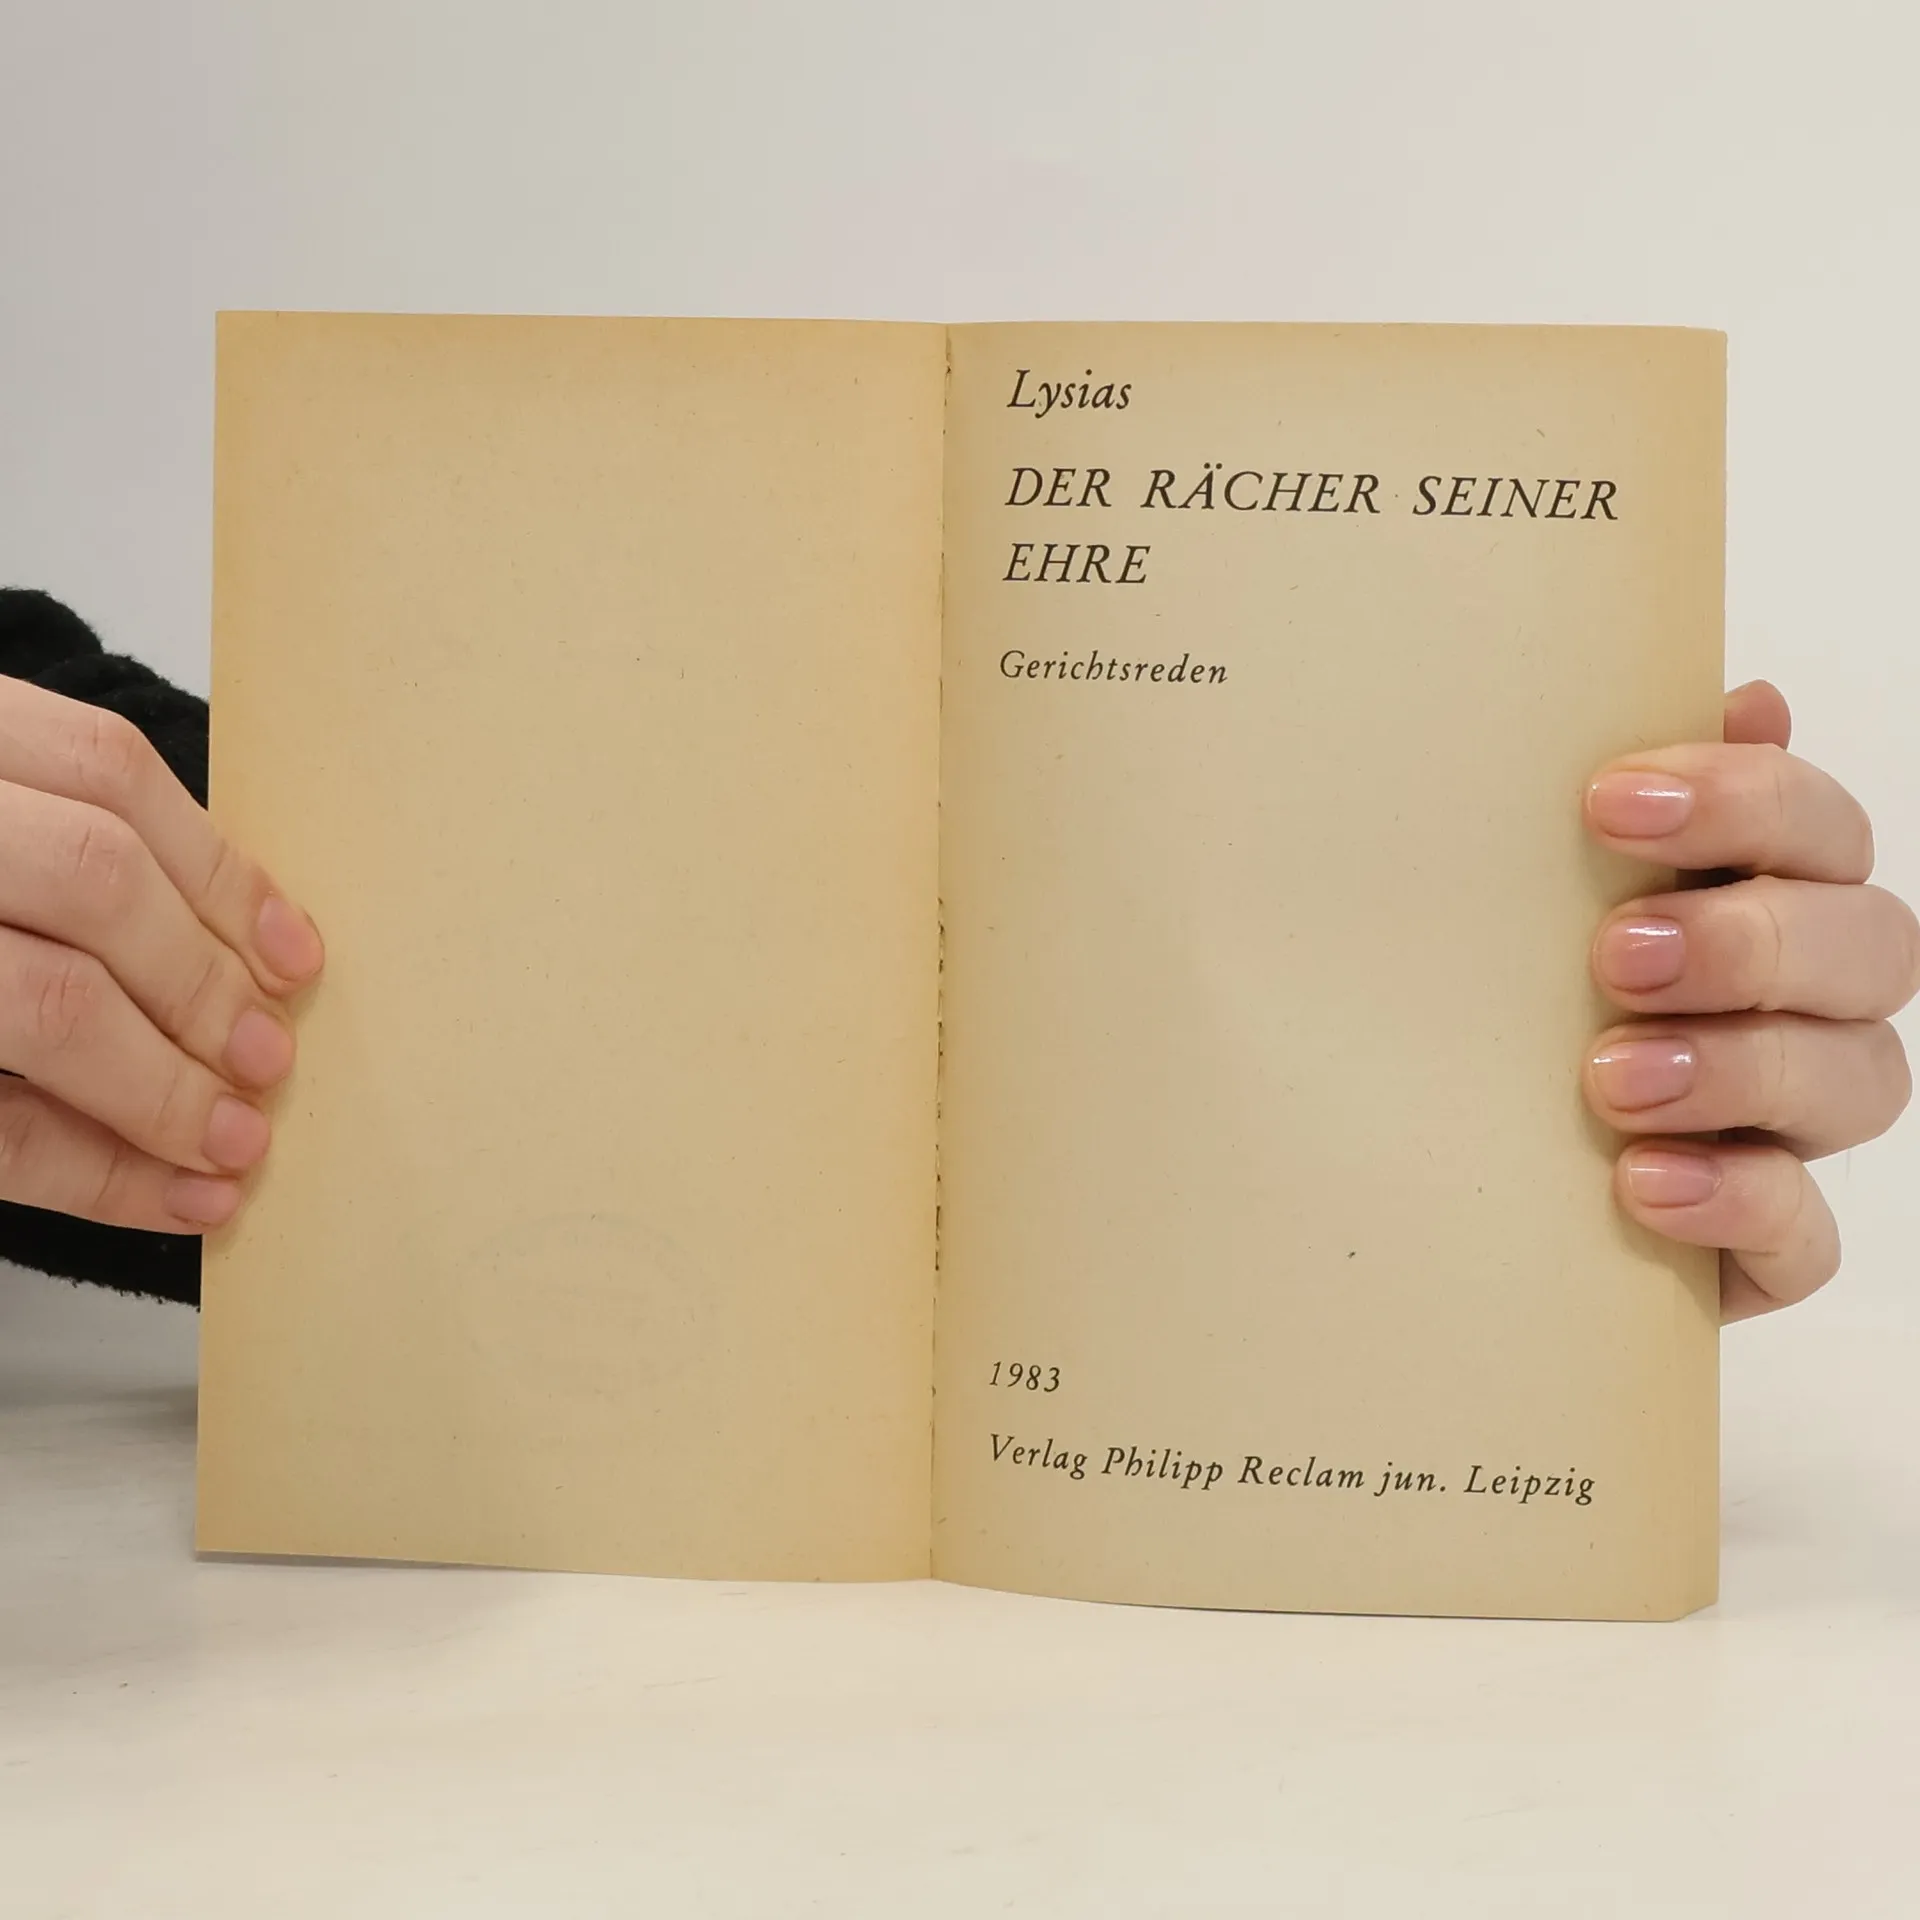 Lysias
DER RÄCHER SEINER
EHRE
Gerichtsreden
1983
Verlag Philipp Reclam jun. Leipzig